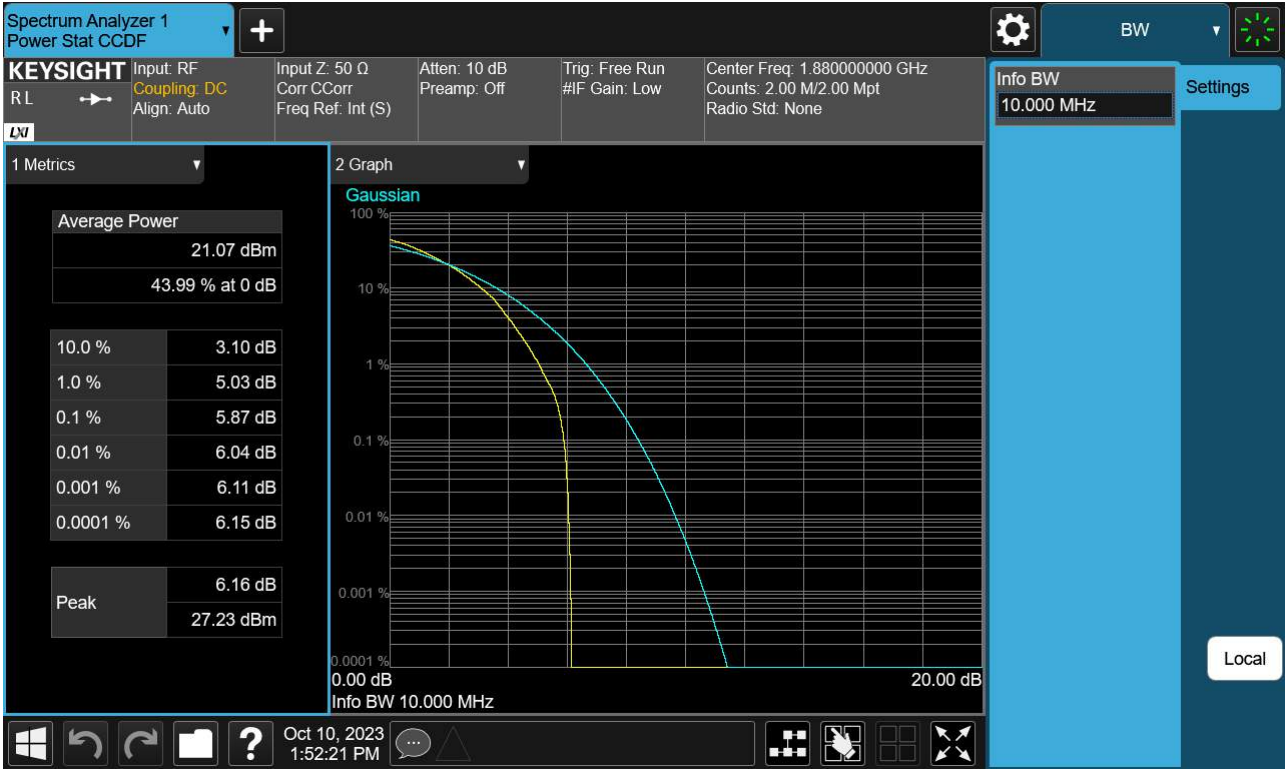 Spectrum Analyzer 1
Power Stat CCDF
+
BW
KEYSIGHT
RL
LXI
Input: RF
Coupling: DC
Align: Auto
Input Z: 50 Ω
Corr CCorr
Freq Ref: Int (S)
Atten: 10 dB
Preamp: Off
Trig: Free Run
#IF Gain: Low
Center Freq: 1.880000000 GHz
Counts: 2.00 M/2.00 Mpt
Radio Std: None
Info BW
10.000 MHz
Settings
1 Metrics
Average Power
21.07 dBm
43.99 % at 0 dB
10.0 % 3.10 dB
1.0 % 5.03 dB
0.1 % 5.87 dB
0.01 % 6.04 dB
0.001 % 6.11 dB
0.0001 % 6.15 dB
Peak
6.16 dB
27.23 dBm
2 Graph
Gaussian
100 %
10 %
1 %
0.1 %
0.01 %
0.001 %
0.0001 %
0.00 dB 20.00 dB
Info BW 10.000 MHz
Local
?
Oct 10, 2023
1:52:21 PM